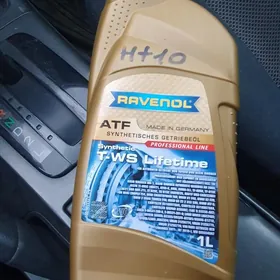 H+10
RAVENOL
ATF
MADE IN GERMANY
SYNTHETISCHES GETRIEBEÖL
PROFESSIONAL LINE
Synthetic
T-WS Lifetime
1L